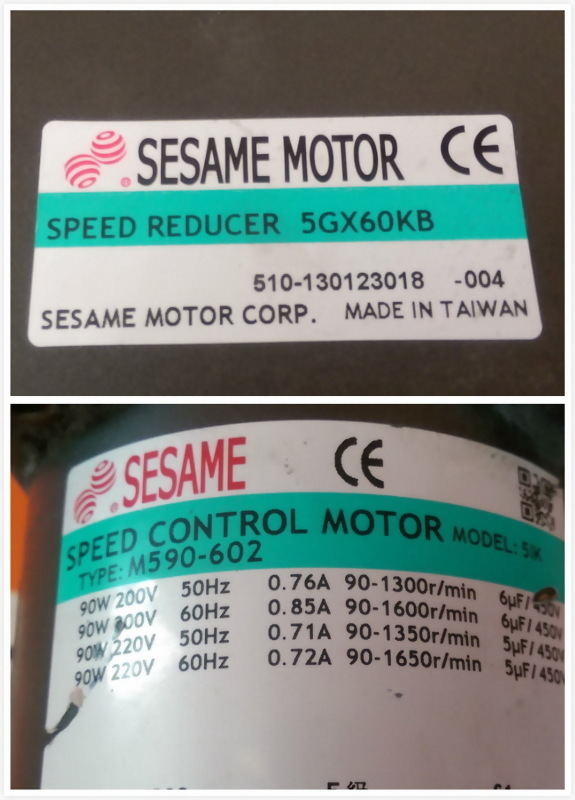 SESAME MOTOR CE
SPEED REDUCER 5GX60KB
510-130123018 -004
SESAME MOTOR CORP. MADE IN TAIWAN
SESAME CE
SPEED CONTROL MOTOR MODEL: 5IK
TYPE: M590-602
90W 200V 50Hz 0.76A 90-1300r/min 6µF/450V
90W 200V 60Hz 0.85A 90-1600r/min 6µF/450V
90W 220V 50Hz 0.71A 90-1350r/min 5µF/450V
90W 220V 60Hz 0.72A 90-1650r/min 5µF/450